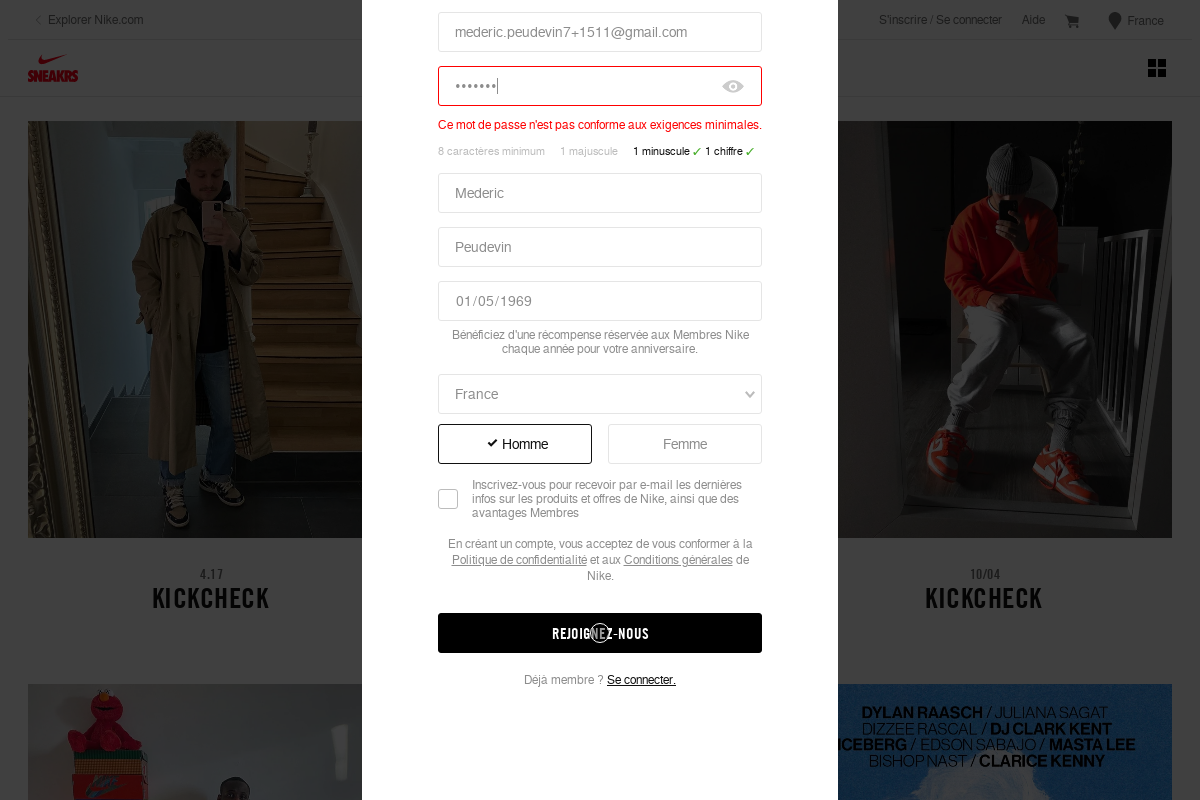 Explorer Nike.com
S'inscrire / Se connecter
Aide
France
SNEAKRS
mederic.peudevin7+1511@gmail.com
•••••••
Ce mot de passe n'est pas conforme aux exigences minimales.
8 caractères minimum 1 majuscule 1 minuscule ✓ 1 chiffre ✓
Mederic
Peudevin
01/05/1969
Bénéficiez d'une récompense réservée aux Membres Nike
chaque année pour votre anniversaire.
France
Homme
Femme
Inscrivez-vous pour recevoir par e-mail les dernières
infos sur les produits et offres de Nike, ainsi que des
avantages Membres
En créant un compte, vous acceptez de vous conformer à la
Politique de confidentialité et aux Conditions générales de
Nike.
REJOIGNEZ-NOUS
Déjà membre ? Se connecter.
4.17
KICKCHECK
10/04
KICKCHECK
DYLAN RAASCH / JULIANA SAGAT
DIZZEE RASCAL / DJ CLARK KENT
ICEBERG / EDSON SABAJO / MASTA LEE
BISHOP NAST / CLARICE KENNY